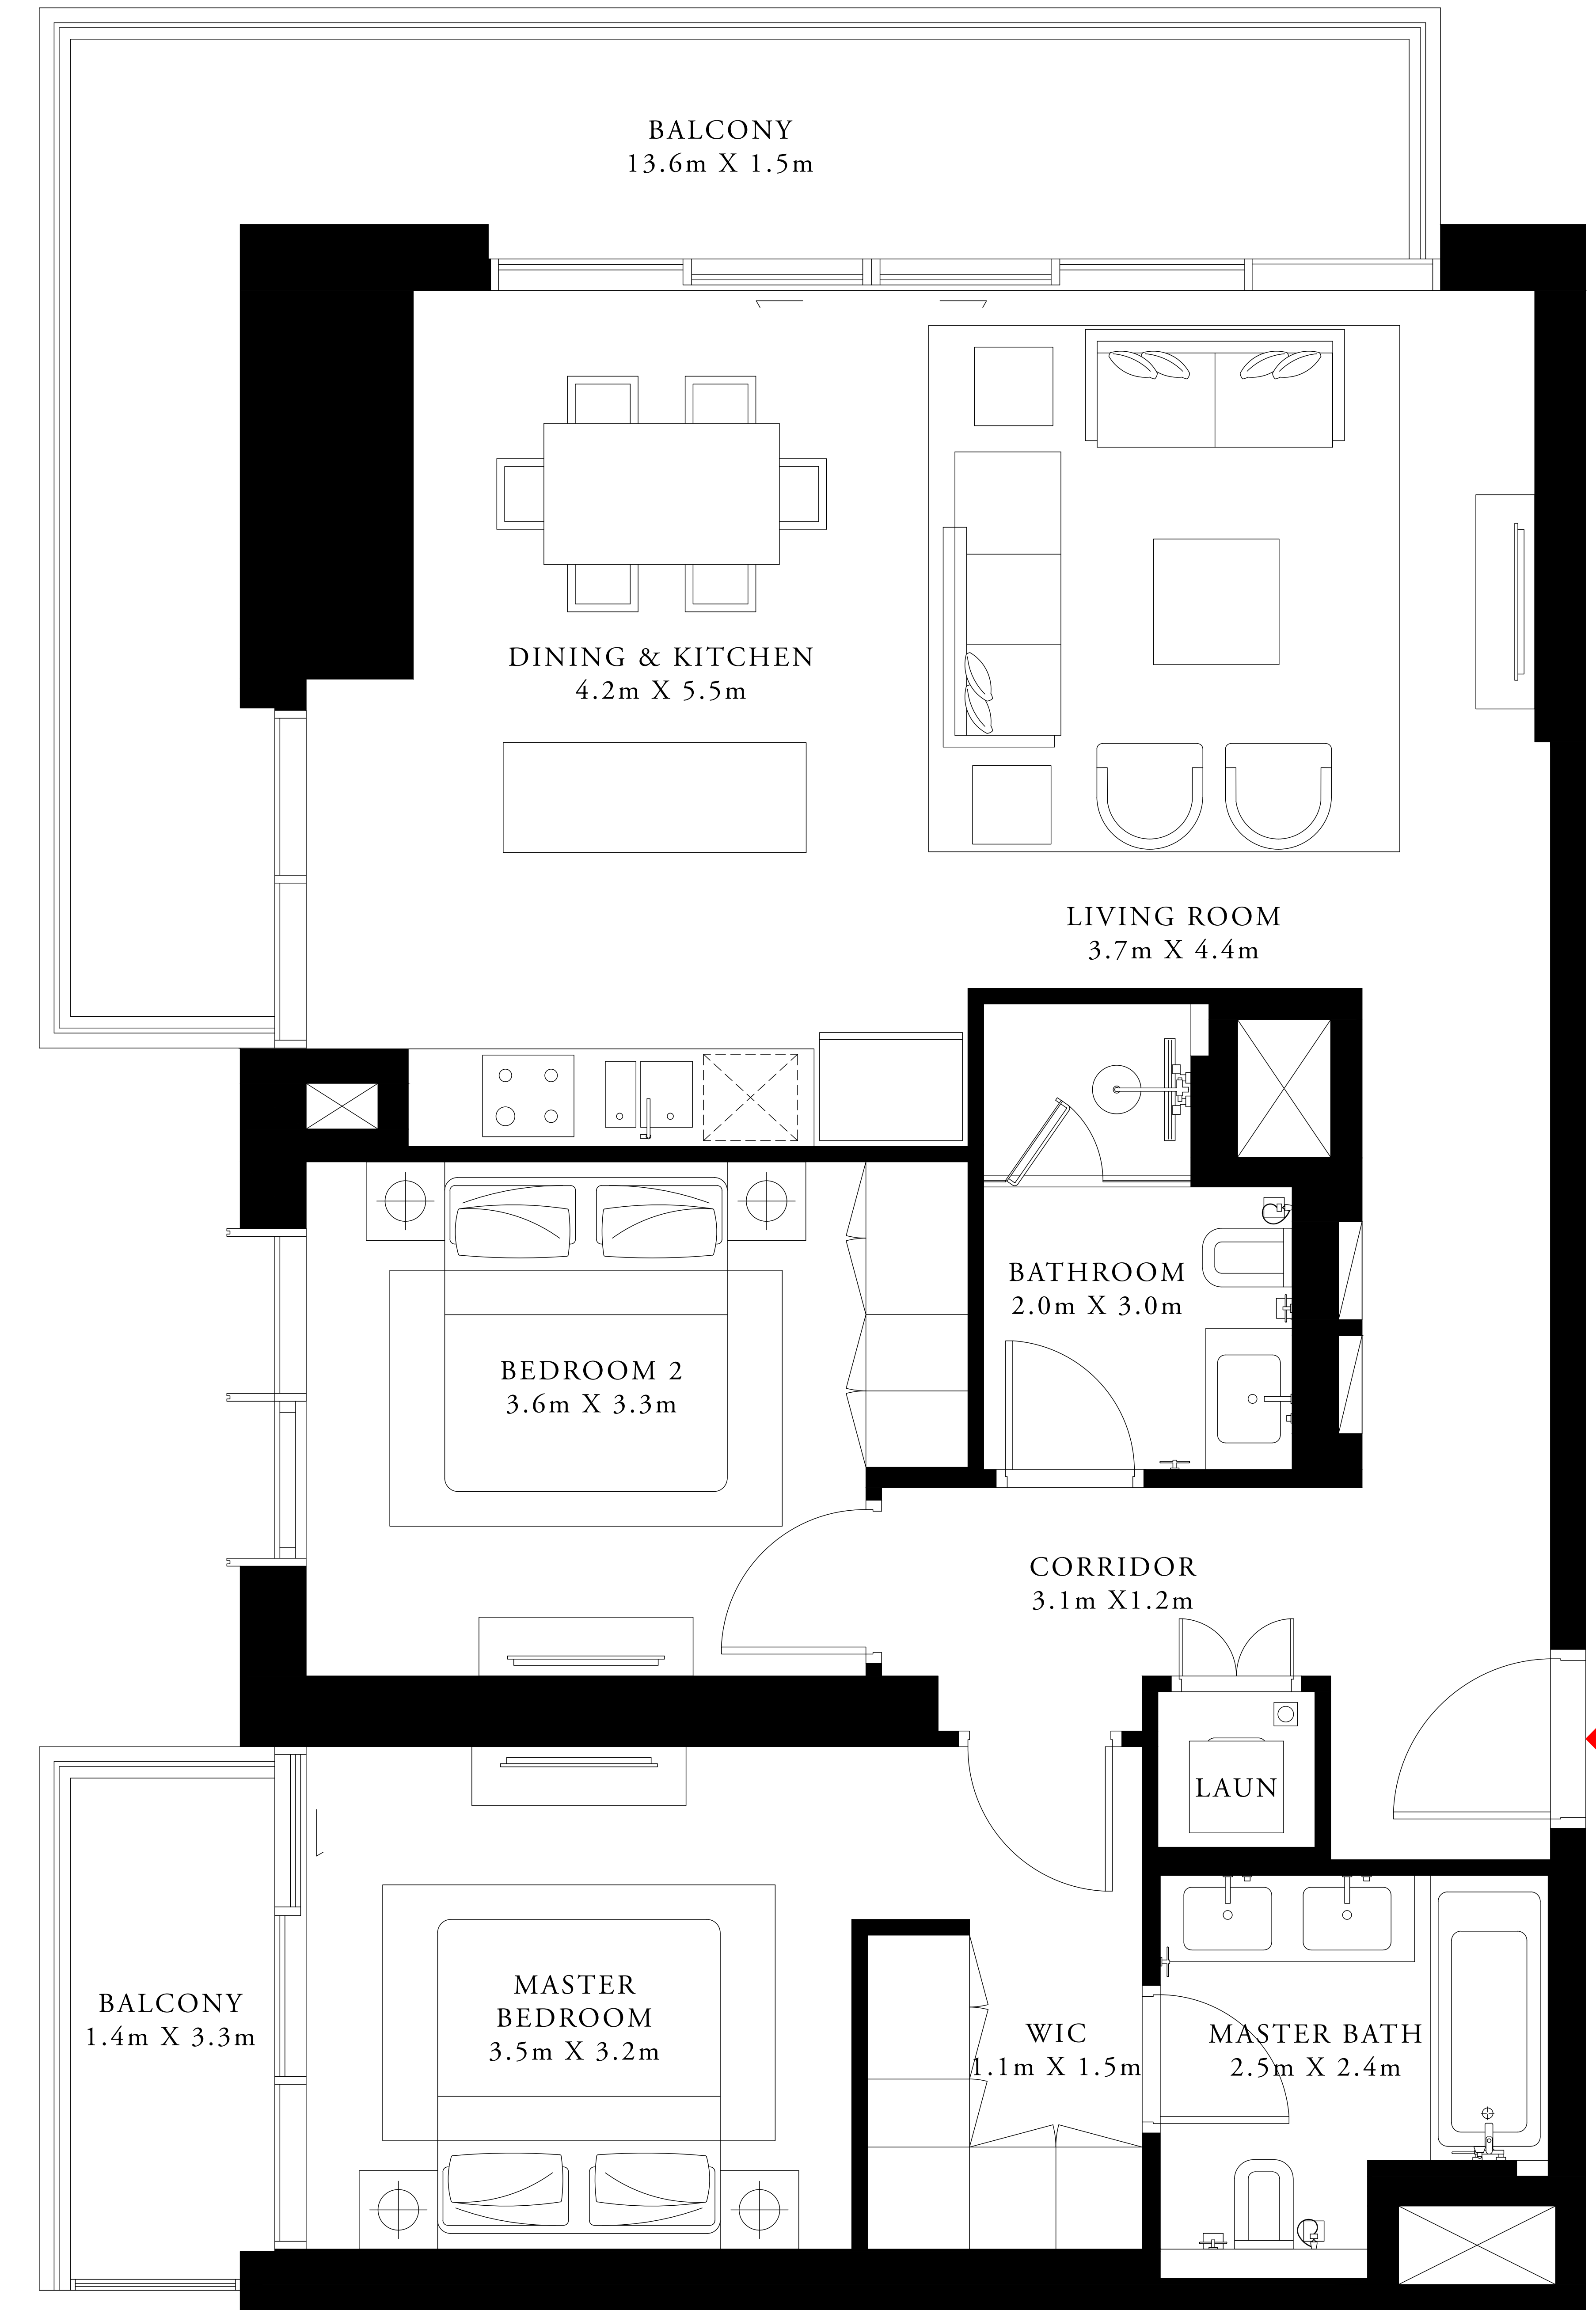 BALCONY
13.6m X 1.5m
DINING & KITCHEN
4.2m X 5.5m
LIVING ROOM
3.7m X 4.4m
BATHROOM
2.0m X 3.0m
BEDROOM 2
3.6m X 3.3m
CORRIDOR
3.1m X1.2m
LAUN
MASTER
BEDROOM
3.5m X 3.2m
BALCONY
1.4m X 3.3m
WIC
1.1m X 1.5m
MASTER BATH
2.5m X 2.4m